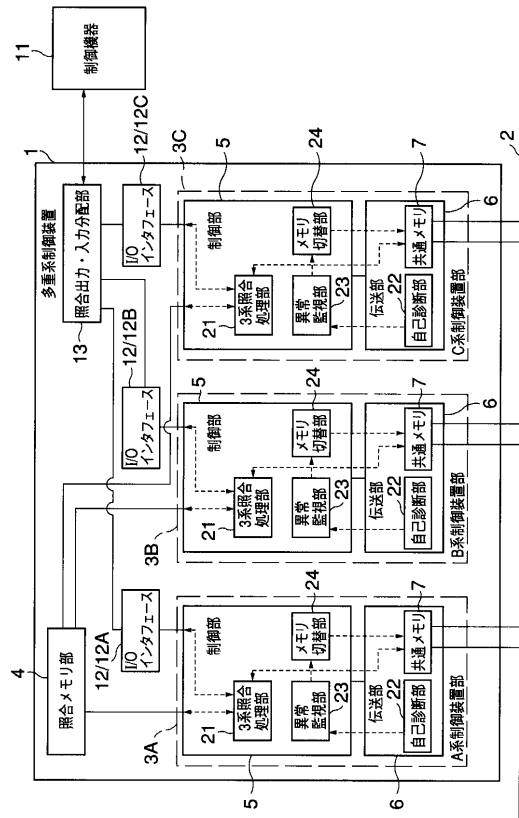 1
多重系制御装置
11
制御機器
4
照合メモリ部
13
照合出力・入力分配部
12/12A
I/O
インタフェース
12/12B
I/O
インタフェース
12/12C
I/O
インタフェース
3A
5
制御部
21
3系照合
処理部
24
メモリ
切替部
異常
監視部
23
伝送部
6
22
自己診断部
7
共通メモリ
A系制御装置部
3B
5
制御部
21
3系照合
処理部
24
メモリ
切替部
異常
監視部
23
伝送部
6
22
自己診断部
7
共通メモリ
B系制御装置部
3C
5
制御部
21
3系照合
処理部
24
メモリ
切替部
異常
監視部
23
伝送部
6
22
自己診断部
7
共通メモリ
C系制御装置部
2